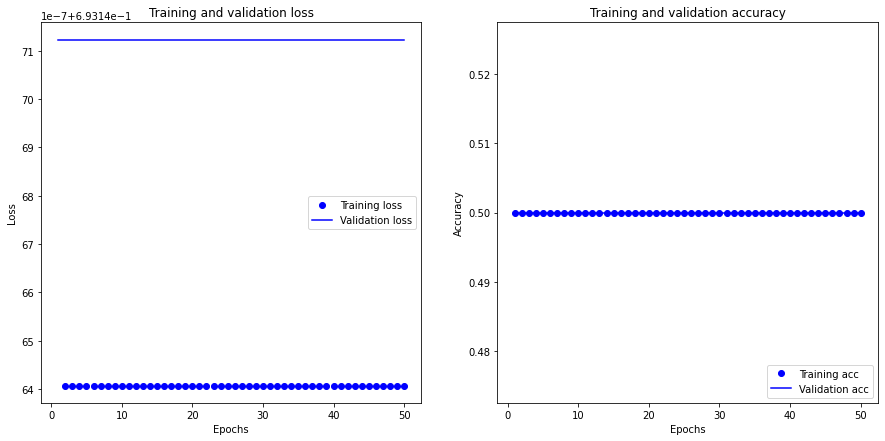 1e−7+6.9314e−1
Training and validation loss
71
70
69
68
67
66
65
64
Loss
Training loss
Validation loss
0 10 20 30 40 50
Epochs
Training and validation accuracy
0.52
0.51
0.50
0.49
0.48
Accuracy
Training acc
Validation acc
0 10 20 30 40 50
Epochs